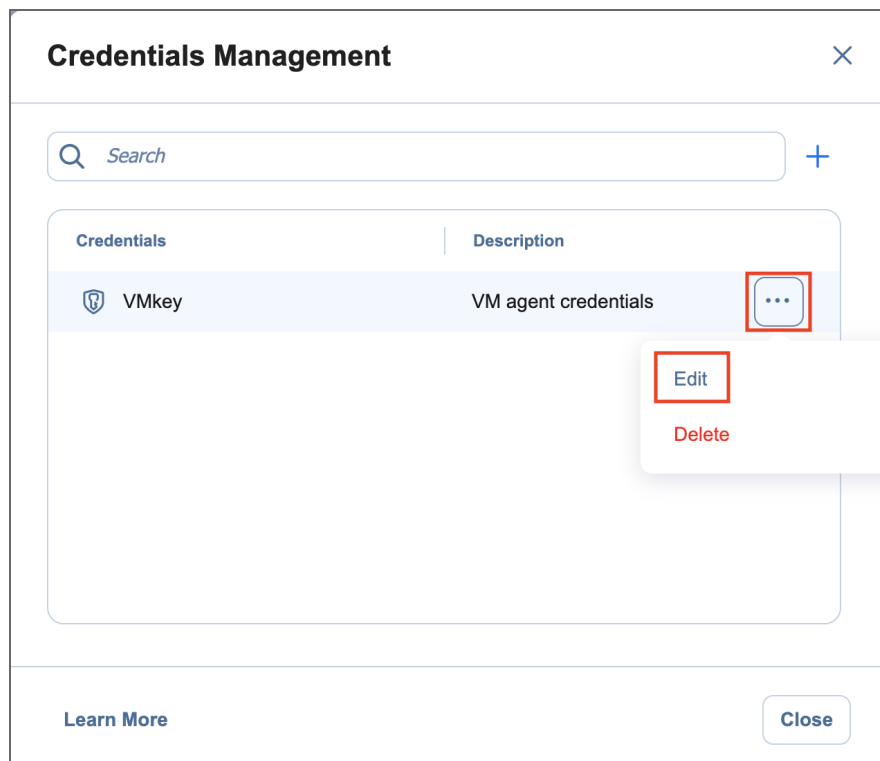 Credentials Management
Search
Credentials Description
VMkey VM agent credentials
Edit
Delete
Learn More Close